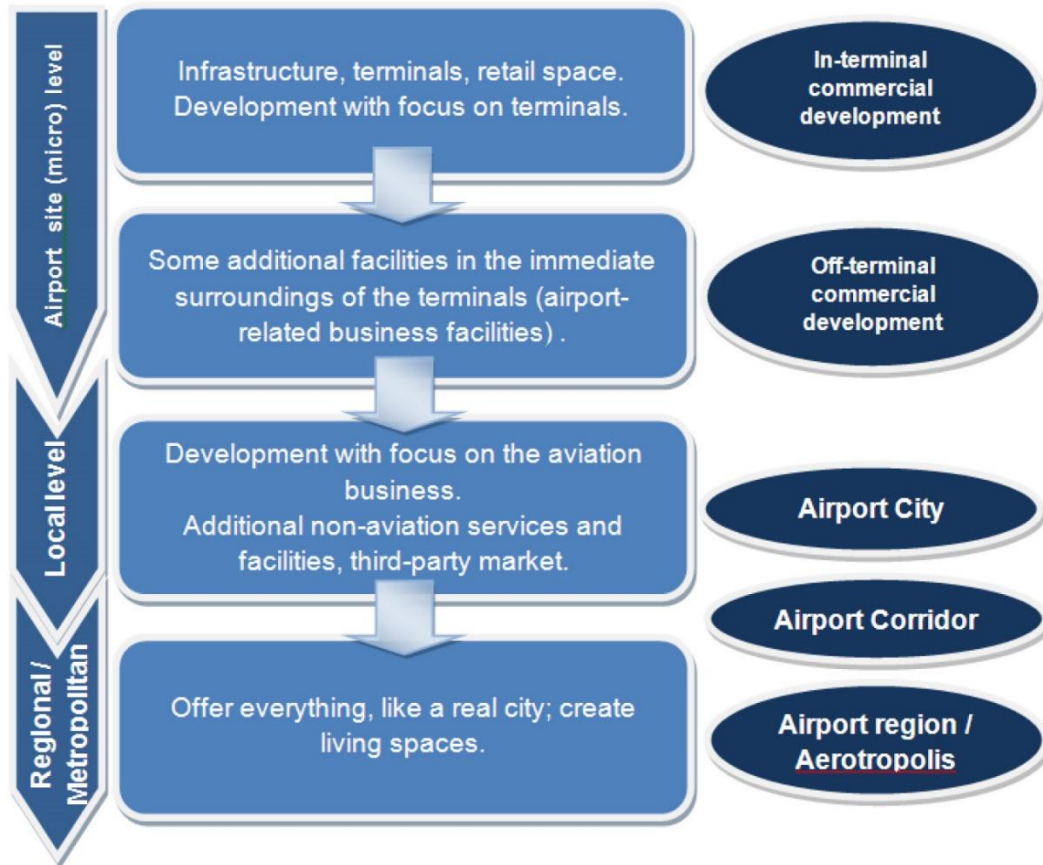 Airport site (micro) level
Infrastructure, terminals, retail space.
Development with focus on terminals.
In-terminal
commercial
development
Some additional facilities in the immediate
surroundings of the terminals (airport-
related business facilities) .
Off-terminal
commercial
development
Local level
Development with focus on the aviation
business.
Additional non-aviation services and
facilities, third-party market.
Airport City
Airport Corridor
Regional /
Metropolitan
Offer everything, like a real city; create
living spaces.
Airport region /
Aerotropolis